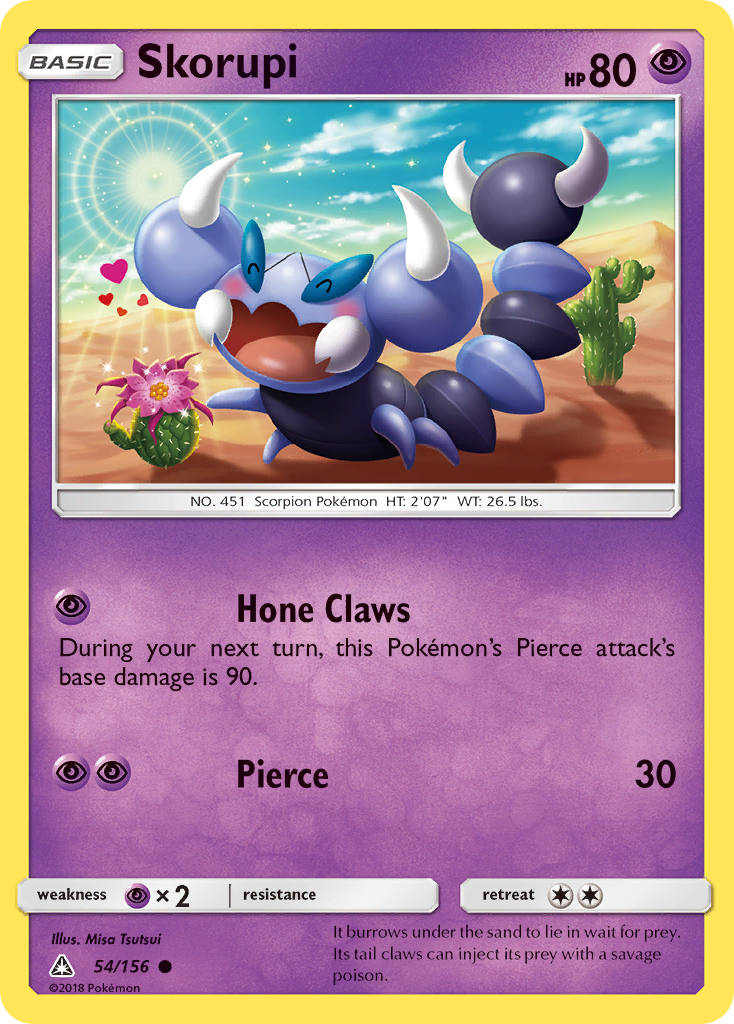 BASIC
Skorupi
HP 80
NO. 451 Scorpion Pokémon HT: 2'07" WT: 26.5 lbs.
Hone Claws
During your next turn, this Pokémon's Pierce attack's
base damage is 90.
Pierce 30
weakness ×2 resistance retreat
Illus. Misa Tsutsui
54/156
©2018 Pokémon
It burrows under the sand to lie in wait for prey.
Its tail claws can inject its prey with a savage
poison.